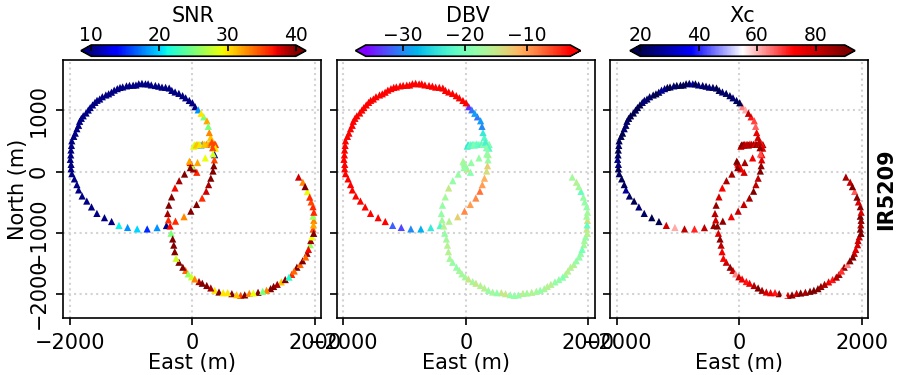 SNR DBV Xc
10 20 30 40 −30 −20 −10 20 40 60 80
North (m)
1000
0
−1000
−2000
IR5209
−2000 0 2000 −2000 0 2000 −2000 0 2000
East (m) East (m) East (m)